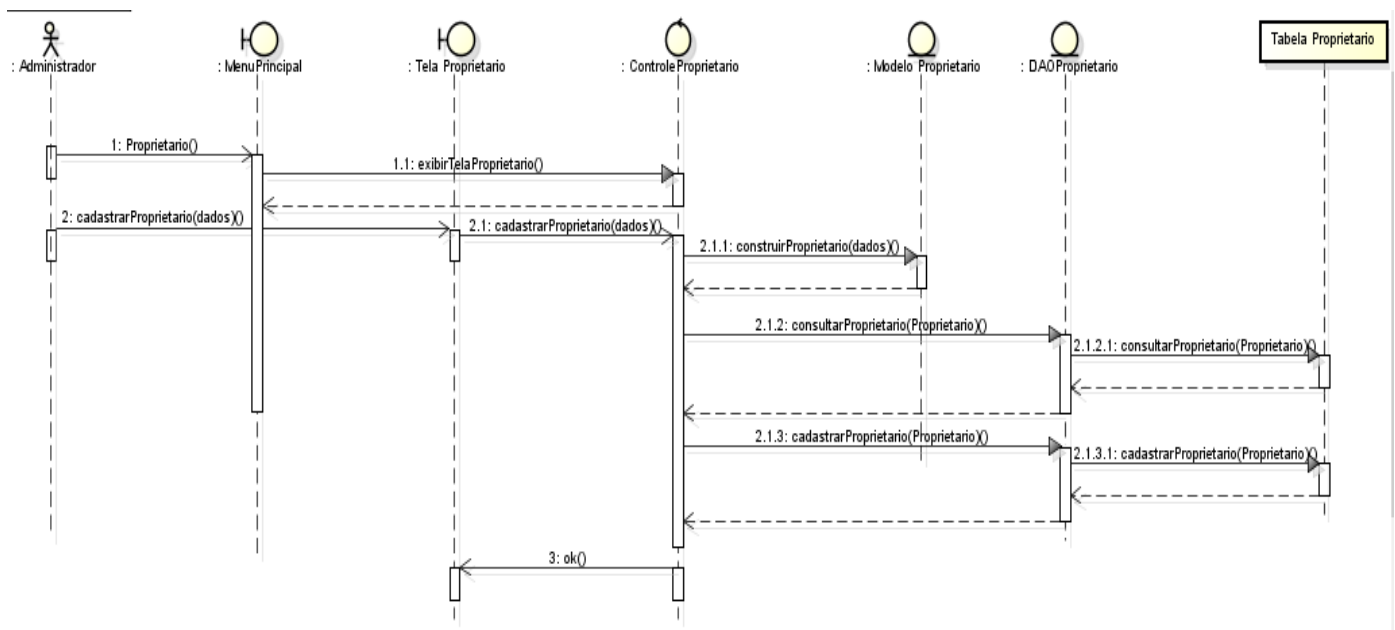 : Administrador
: MenuPrincipal
: Tela Proprietario
: ControleProprietario
: Modelo Proprietario
: DAOProprietario
Tabela Proprietario
1: Proprietario()
1.1: exibirTelaProprietario()
2: cadastrarProprietario(dados)()
2.1: cadastrarProprietario(dados)()
2.1.1: construirProprietario(dados)()
2.1.2: consultarProprietario(Proprietario)()
2.1.2.1: consultarProprietario(Proprietario)()
2.1.3: cadastrarProprietario(Proprietario)()
2.1.3.1: cadastrarProprietario(Proprietario)()
3: ok()